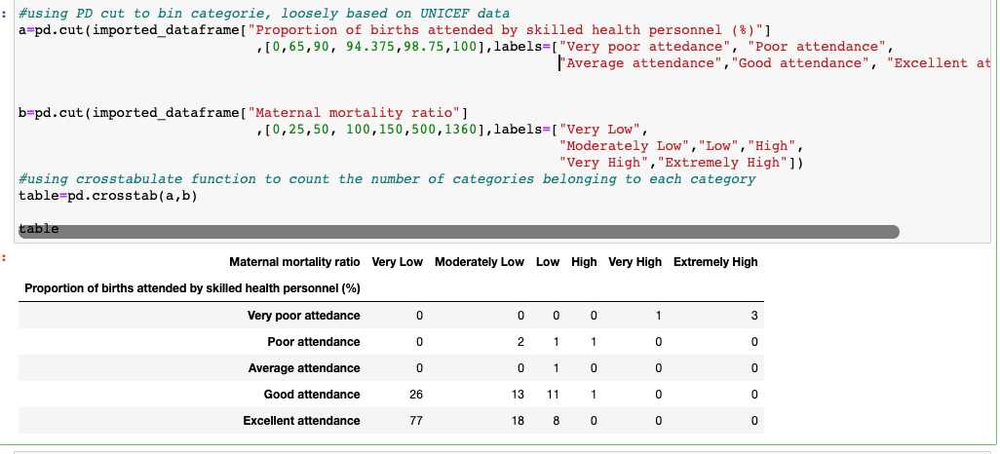 #using PD cut to bin categorie, loosely based on UNICEF data
a=pd.cut(imported_dataframe["Proportion of births attended by skilled health personnel (%)"]
,[0,65,90, 94.375,98.75,100],labels=["Very poor attedance", "Poor attendance",
"Average attendance","Good attendance", "Excellent at
b=pd.cut(imported_dataframe["Maternal mortality ratio"]
,[0,25,50, 100,150,500,1360],labels=["Very Low",
"Moderately Low","Low","High",
"Very High","Extremely High"])
#using crosstabulate function to count the number of categories belonging to each category
table=pd.crosstab(a,b)
table
Maternal mortality ratio Very Low Moderately Low Low High Very High Extremely High
Proportion of births attended by skilled health personnel (%)
Very poor attedance 0 0 0 0 1 3
Poor attendance 0 2 1 1 0 0
Average attendance 0 0 1 0 0 0
Good attendance 26 13 11 1 0 0
Excellent attendance 77 18 8 0 0 0